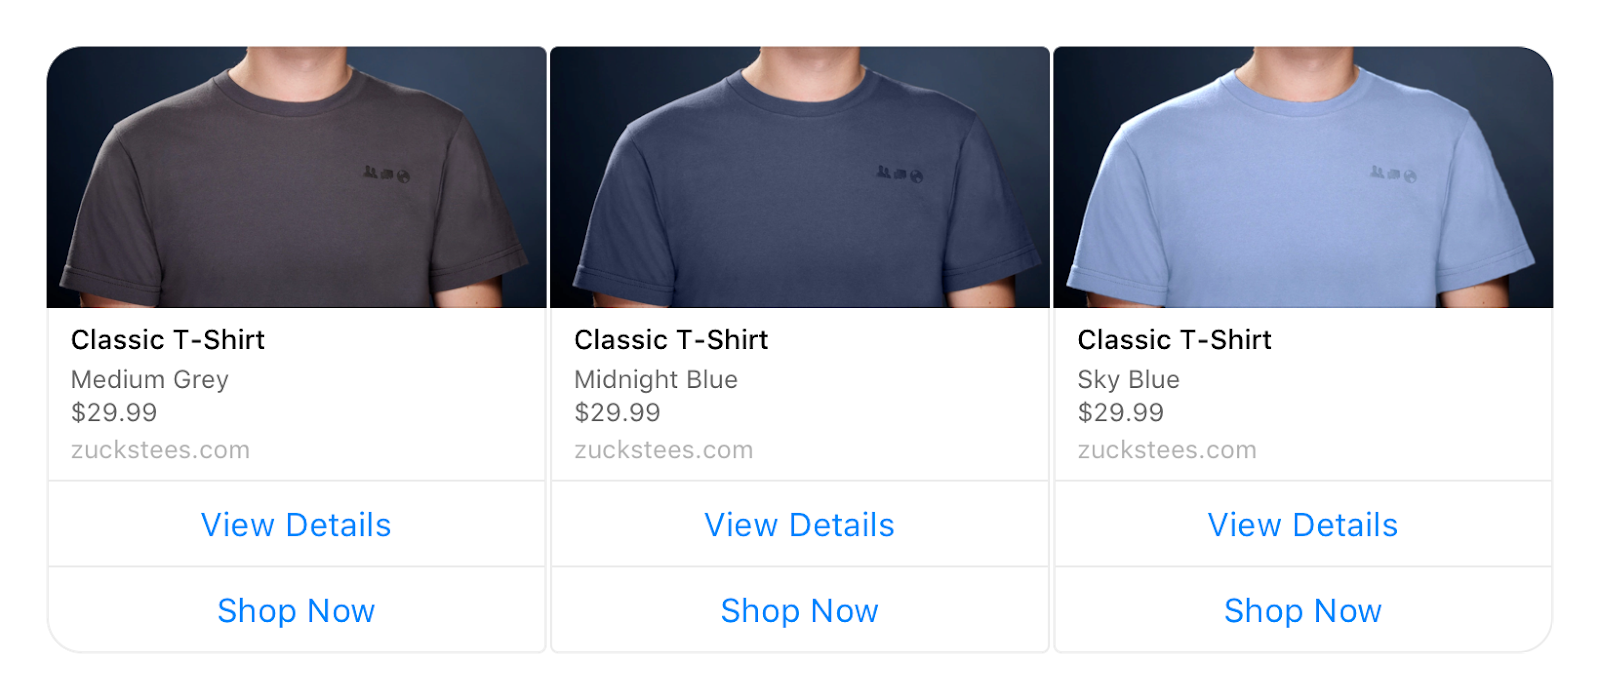 Classic T-Shirt
Medium Grey
$29.99
zuckstees.com
View Details
Shop Now
Classic T-Shirt
Midnight Blue
$29.99
zuckstees.com
View Details
Shop Now
Classic T-Shirt
Sky Blue
$29.99
zuckstees.com
View Details
Shop Now